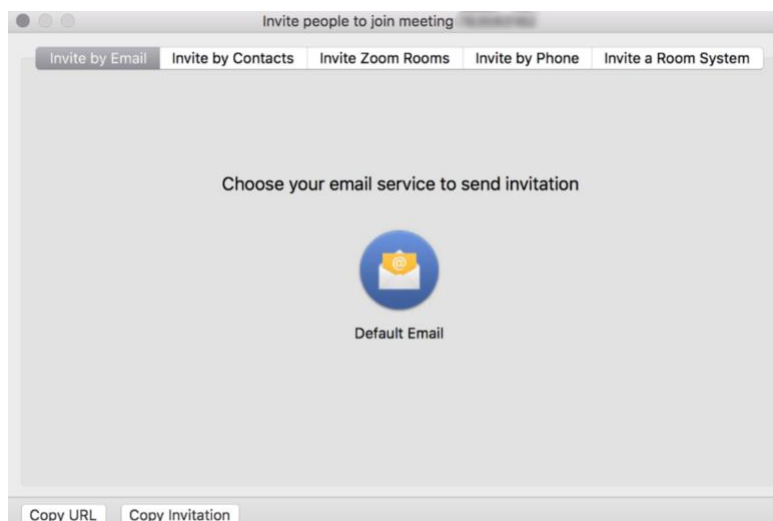 Invite people to join meeting
Invite by Email Invite by Contacts Invite Zoom Rooms Invite by Phone Invite a Room System
Choose your email service to send invitation
@
Default Email
Copy URL Copy Invitation